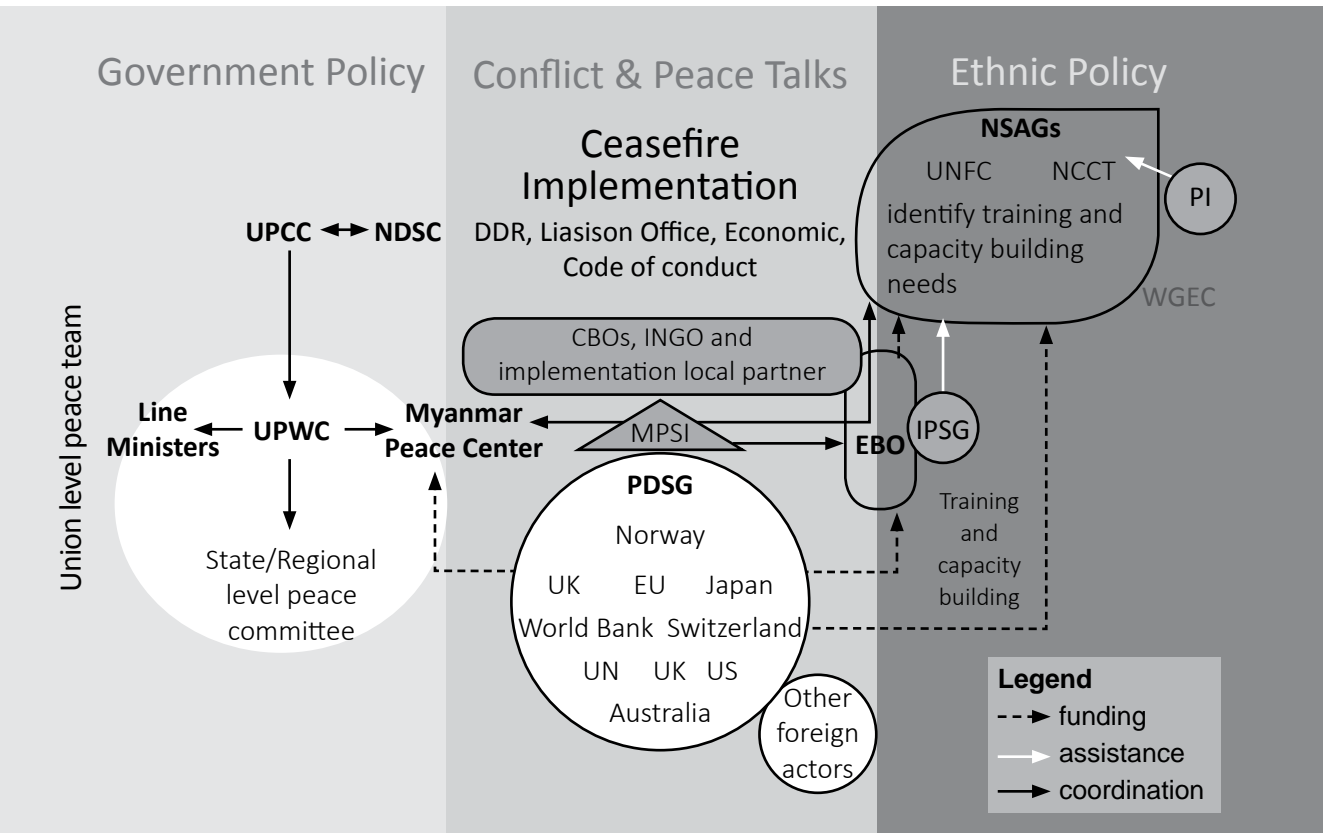 Government Policy
Conflict & Peace Talks
Ethnic Policy
Ceasefire
Implementation
DDR, Liasison Office, Economic,
Code of conduct
UPCC
NDSC
NSAGs
UNFC
NCCT
identify training and
capacity building
needs
PI
WGEC
CBOs, INGO and
implementation local partner
Union level peace team
Line
Ministers
UPWC
Myanmar
Peace Center
MPSI
EBO
IPSG
State/Regional
level peace
committee
PDSG
Norway
UK EU Japan
World Bank Switzerland
UN UK US
Australia
Other
foreign
actors
Training
and
capacity
building
Legend
funding
assistance
coordination